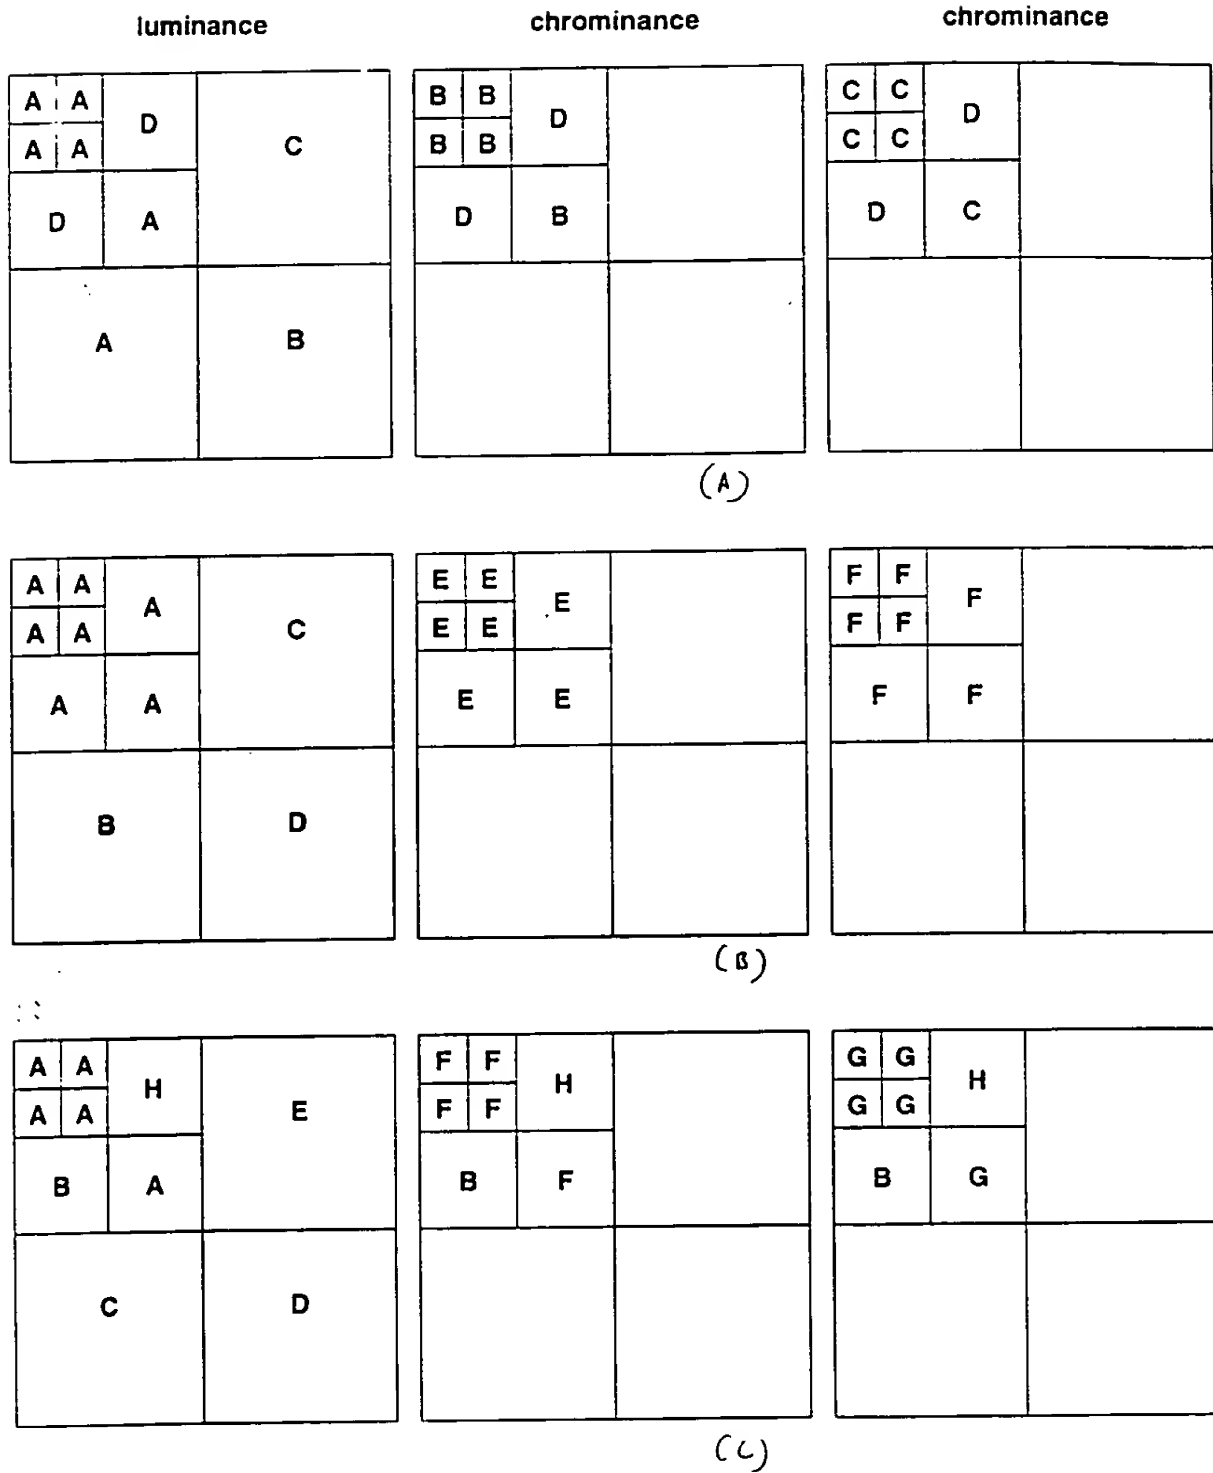 luminance chrominance chrominance
A A D C B B D C C D
A A B B C C
D A D B D C
A B
(A)
A A A C E E E F F F
A A E E F F
A A E E F F
B D
(B)
A A H E F F H G G H
A A F F G G
B A B F B G
C D
(C)